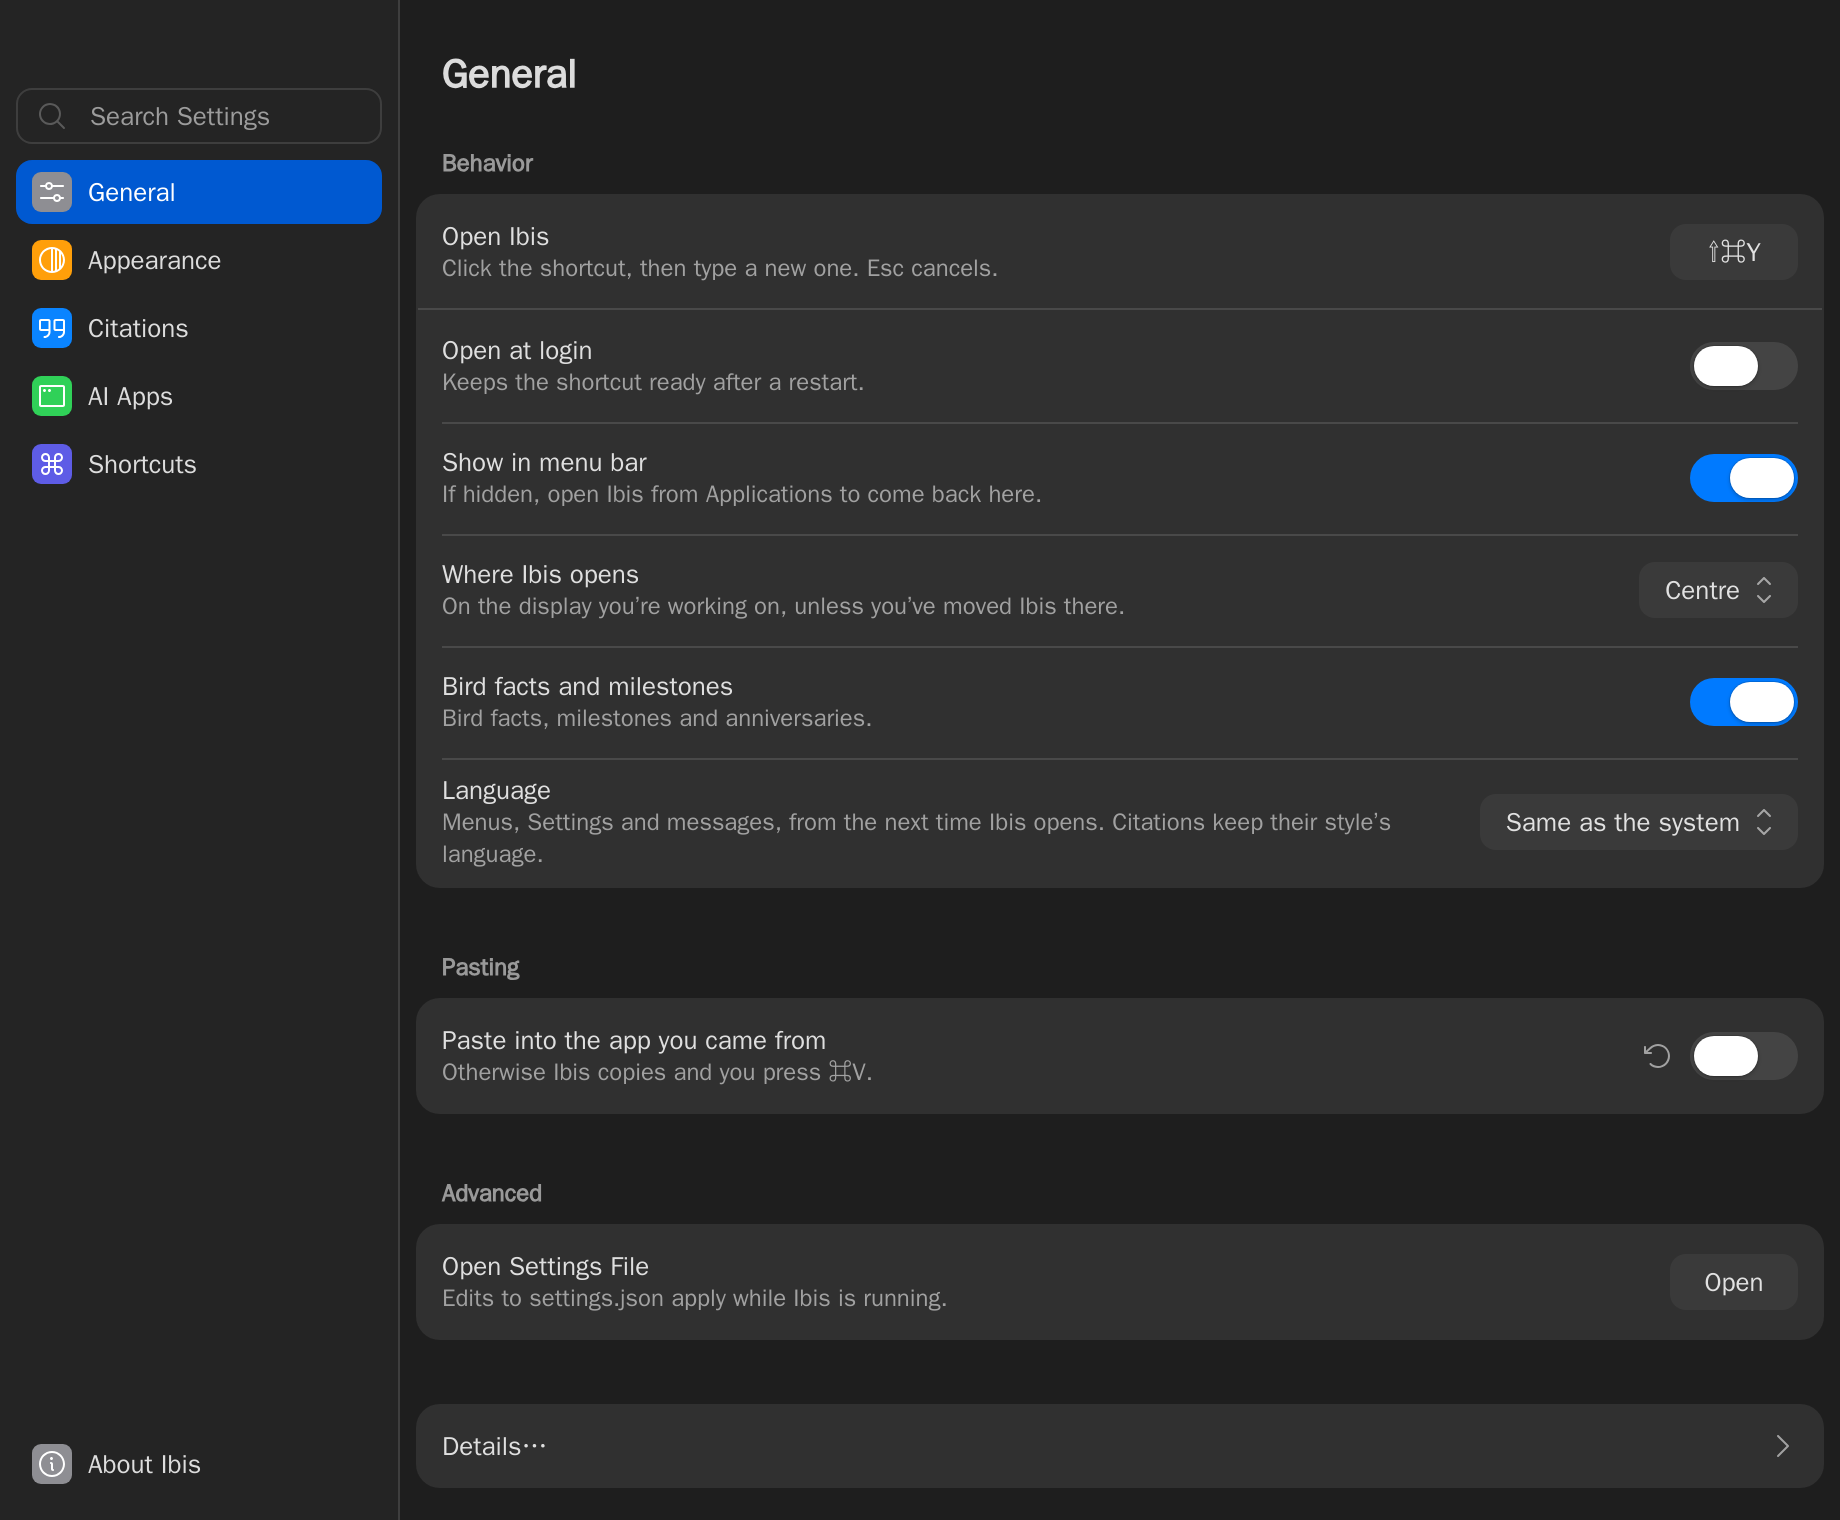 Search Settings
General
Appearance
Citations
AI Apps
Shortcuts
About Ibis
General
Behavior
Open Ibis
Click the shortcut, then type a new one. Esc cancels.
⇧⌘Y
Open at login
Keeps the shortcut ready after a restart.
Show in menu bar
If hidden, open Ibis from Applications to come back here.
Where Ibis opens
On the display you’re working on, unless you’ve moved Ibis there.
Centre
Bird facts and milestones
Bird facts, milestones and anniversaries.
Language
Menus, Settings and messages, from the next time Ibis opens. Citations keep their style’s
language.
Same as the system
Pasting
Paste into the app you came from
Otherwise Ibis copies and you press ⌘V.
Advanced
Open Settings File
Edits to settings.json apply while Ibis is running.
Open
Details…